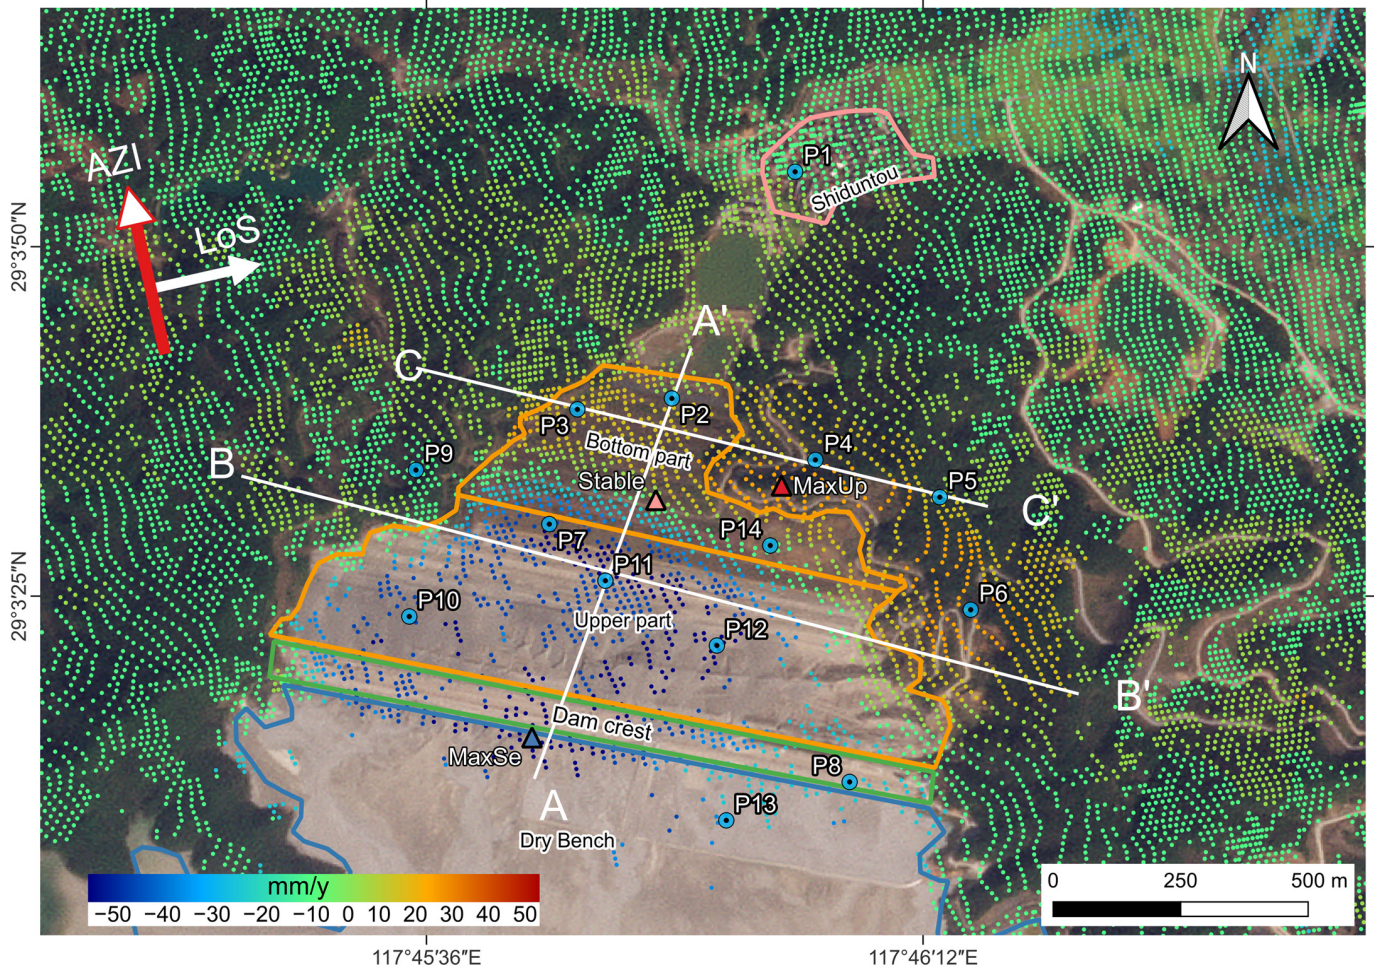 N
P1
Shiduntou
AZI
LoS
29°3′50″N
A'
C
P2
P3
Bottom part
P4
P9
B
Stable
MaxUp
P5
C'
P14
P7
P11
29°3′25″N
P10
Upper part
P12
P6
B'
Dam crest
MaxSe
P8
A
P13
Dry Bench
mm/y
−50 −40 −30 −20 −10 0 10 20 30 40 50
0 250 500 m
117°45′36″E 117°46′12″E